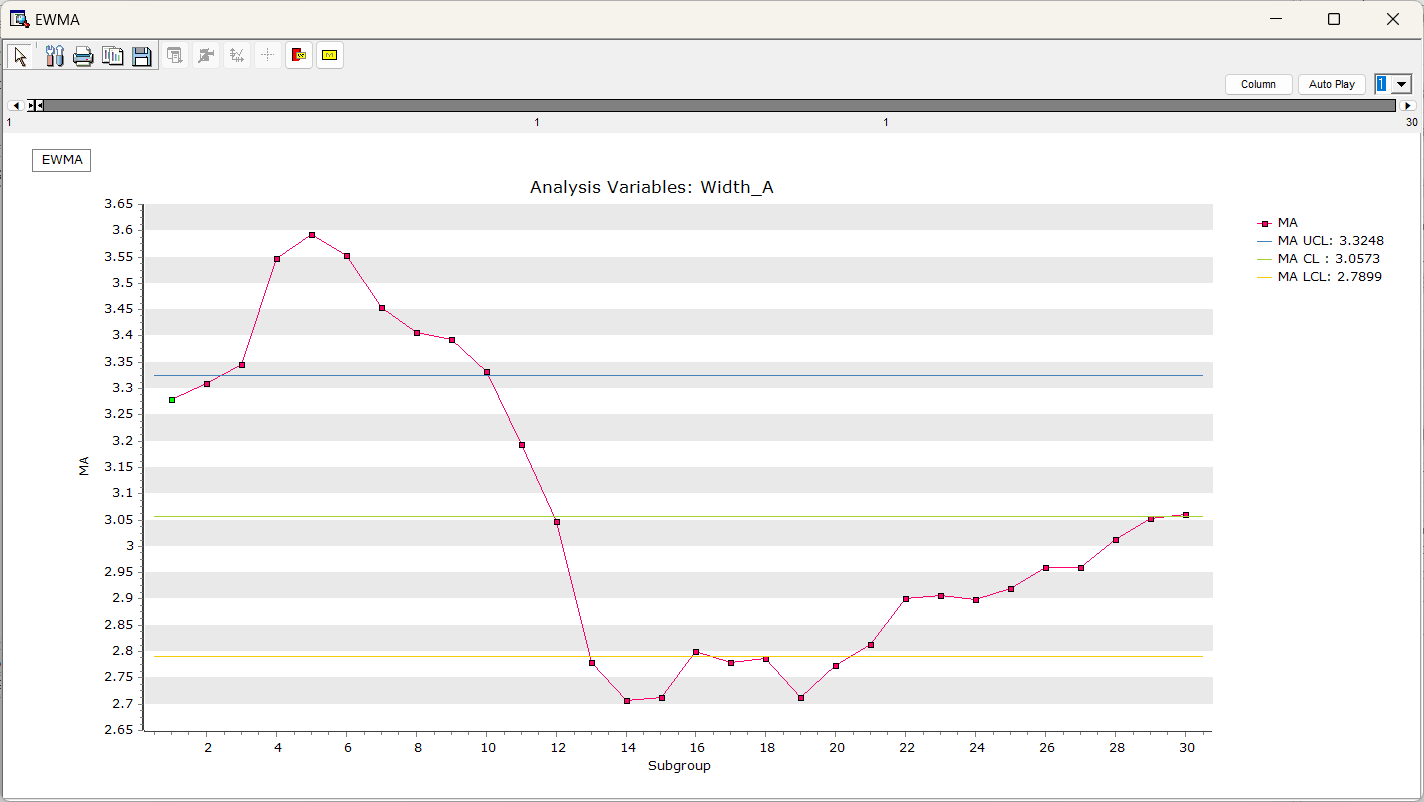 EWMA
Column Auto Play 1
1 1 1 30
EWMA
Analysis Variables: Width_A
MA
MA UCL: 3.3248
MA CL : 3.0573
MA LCL: 2.7899
3.65
3.6
3.55
3.5
3.45
3.4
3.35
3.3
3.25
3.2
3.15
3.1
3.05
3
2.95
2.9
2.85
2.8
2.75
2.7
2.65
MA
2 4 6 8 10 12 14 16 18 20 22 24 26 28 30
Subgroup